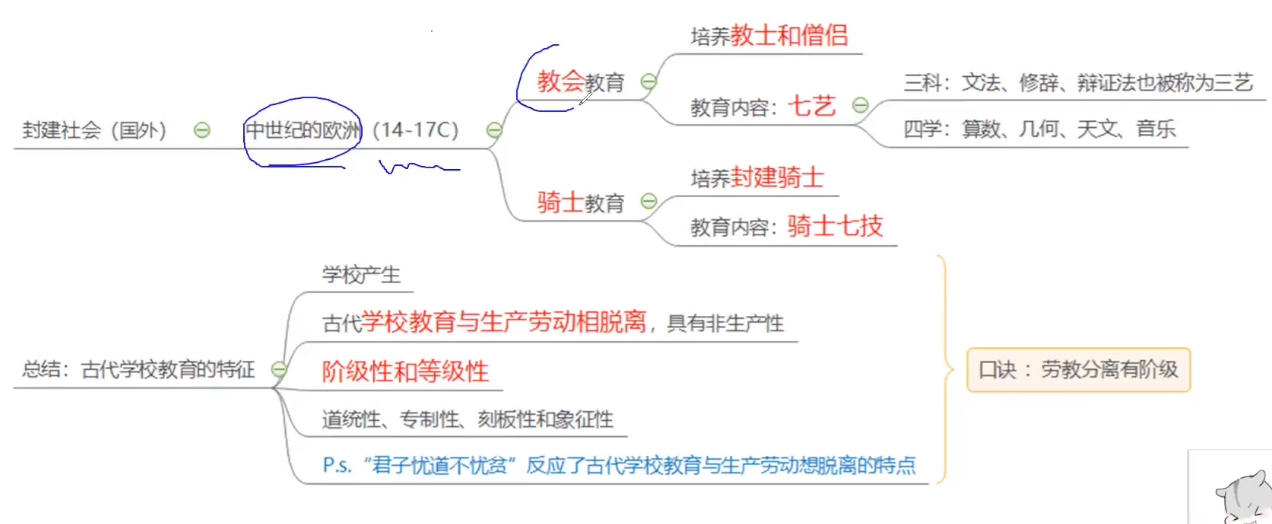 封建社会（国外）
中世纪的欧洲（14-17C）
教会教育
培养教士和僧侣
教育内容：七艺
三科：文法、修辞、辩证法也被称为三艺
四学：算数、几何、天文、音乐
骑士教育
培养封建骑士
教育内容：骑士七技
总结：古代学校教育的特征
学校产生
古代学校教育与生产劳动相脱离，具有非生产性
阶级性和等级性
道统性、专制性、刻板性和象征性
P.s.“君子忧道不忧贫”反应了古代学校教育与生产劳动想脱离的特点
口诀：劳教分离有阶级